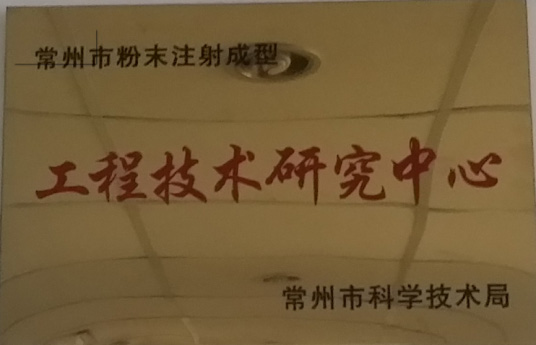 常州市粉末注射成型
工程技术研究中心
常州市科学技术局